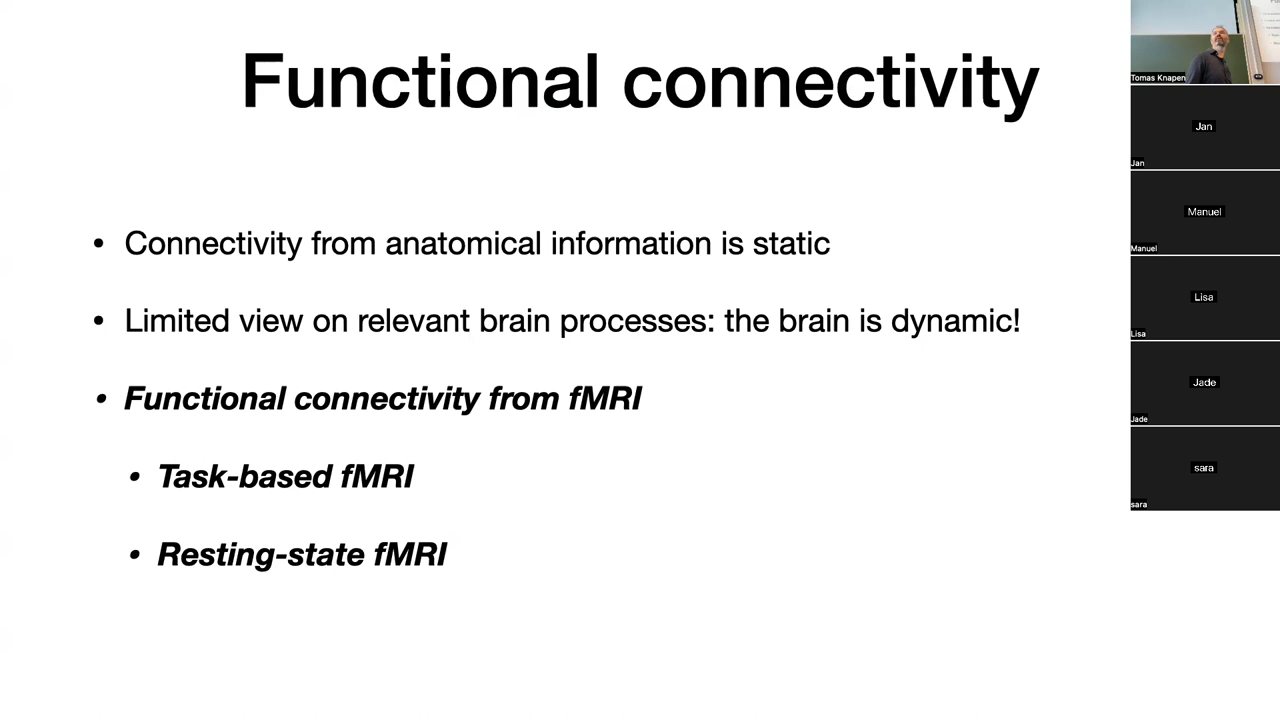 Functional connectivity
• Connectivity from anatomical information is static
• Limited view on relevant brain processes: the brain is dynamic!
• Functional connectivity from fMRI
• Task-based fMRI
• Resting-state fMRI
Tomas Knapen
Jan
Jan
Manuel
Manuel
Lisa
Lisa
Jade
Jade
sara
sara